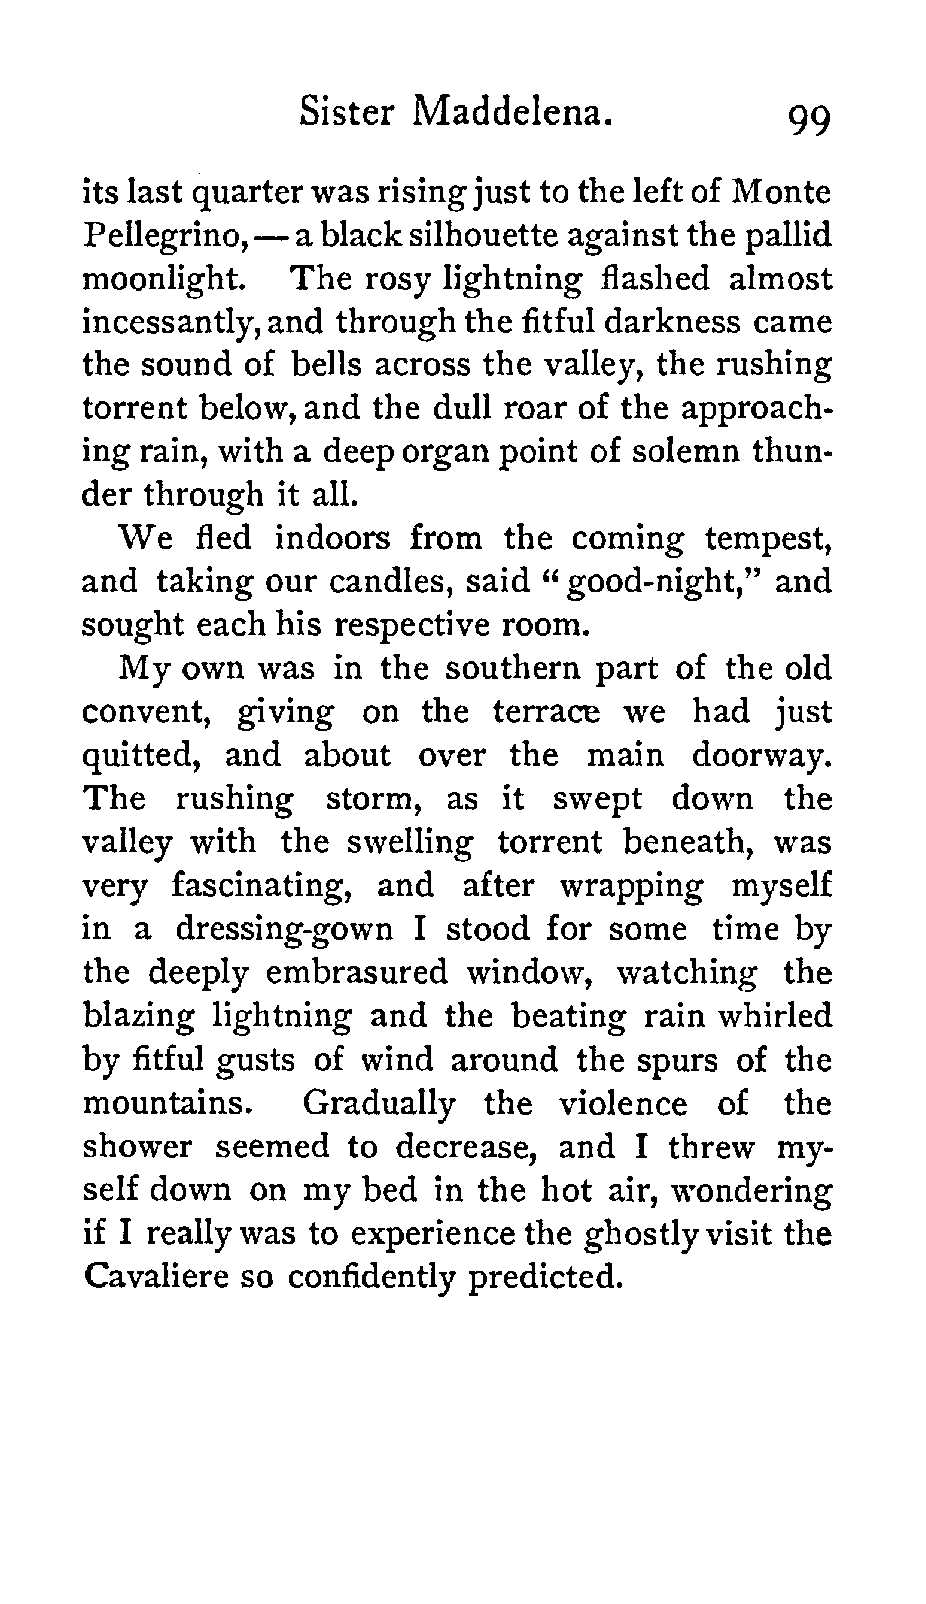 Sister Maddelena. 99
its last quarter was rising just to the left of Monte
Pellegrino,—a black silhouette against the pallid
moonlight. The rosy lightning flashed almost
incessantly, and through the fitful darkness came
the sound of bells across the valley, the rushing
torrent below, and the dull roar of the approach-
ing rain, with a deep organ point of solemn thun-
der through it all.
We fled indoors from the coming tempest,
and taking our candles, said “good-night,” and
sought each his respective room.
My own was in the southern part of the old
convent, giving on the terrace we had just
quitted, and about over the main doorway.
The rushing storm, as it swept down the
valley with the swelling torrent beneath, was
very fascinating, and after wrapping myself
in a dressing-gown I stood for some time by
the deeply embrasured window, watching the
blazing lightning and the beating rain whirled
by fitful gusts of wind around the spurs of the
mountains. Gradually the violence of the
shower seemed to decrease, and I threw my-
self down on my bed in the hot air, wondering
if I really was to experience the ghostly visit the
Cavaliere so confidently predicted.